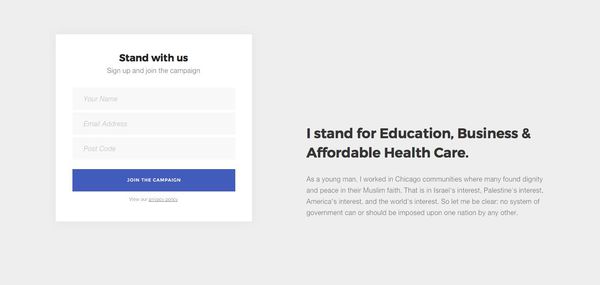 Stand with us
Sign up and join the campaign
Your Name
Email Address
Post Code
JOIN THE CAMPAIGN
View our privacy policy
I stand for Education, Business &
Affordable Health Care.
As a young man, I worked in Chicago communities where many found dignity
and peace in their Muslim faith. That is in Israel's interest, Palestine's interest,
America's interest, and the world's interest. So let me be clear: no system of
government can or should be imposed upon one nation by any other.